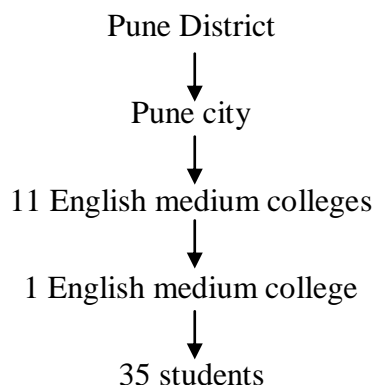 Pune District
Pune city
11 English medium colleges
1 English medium college
35 students